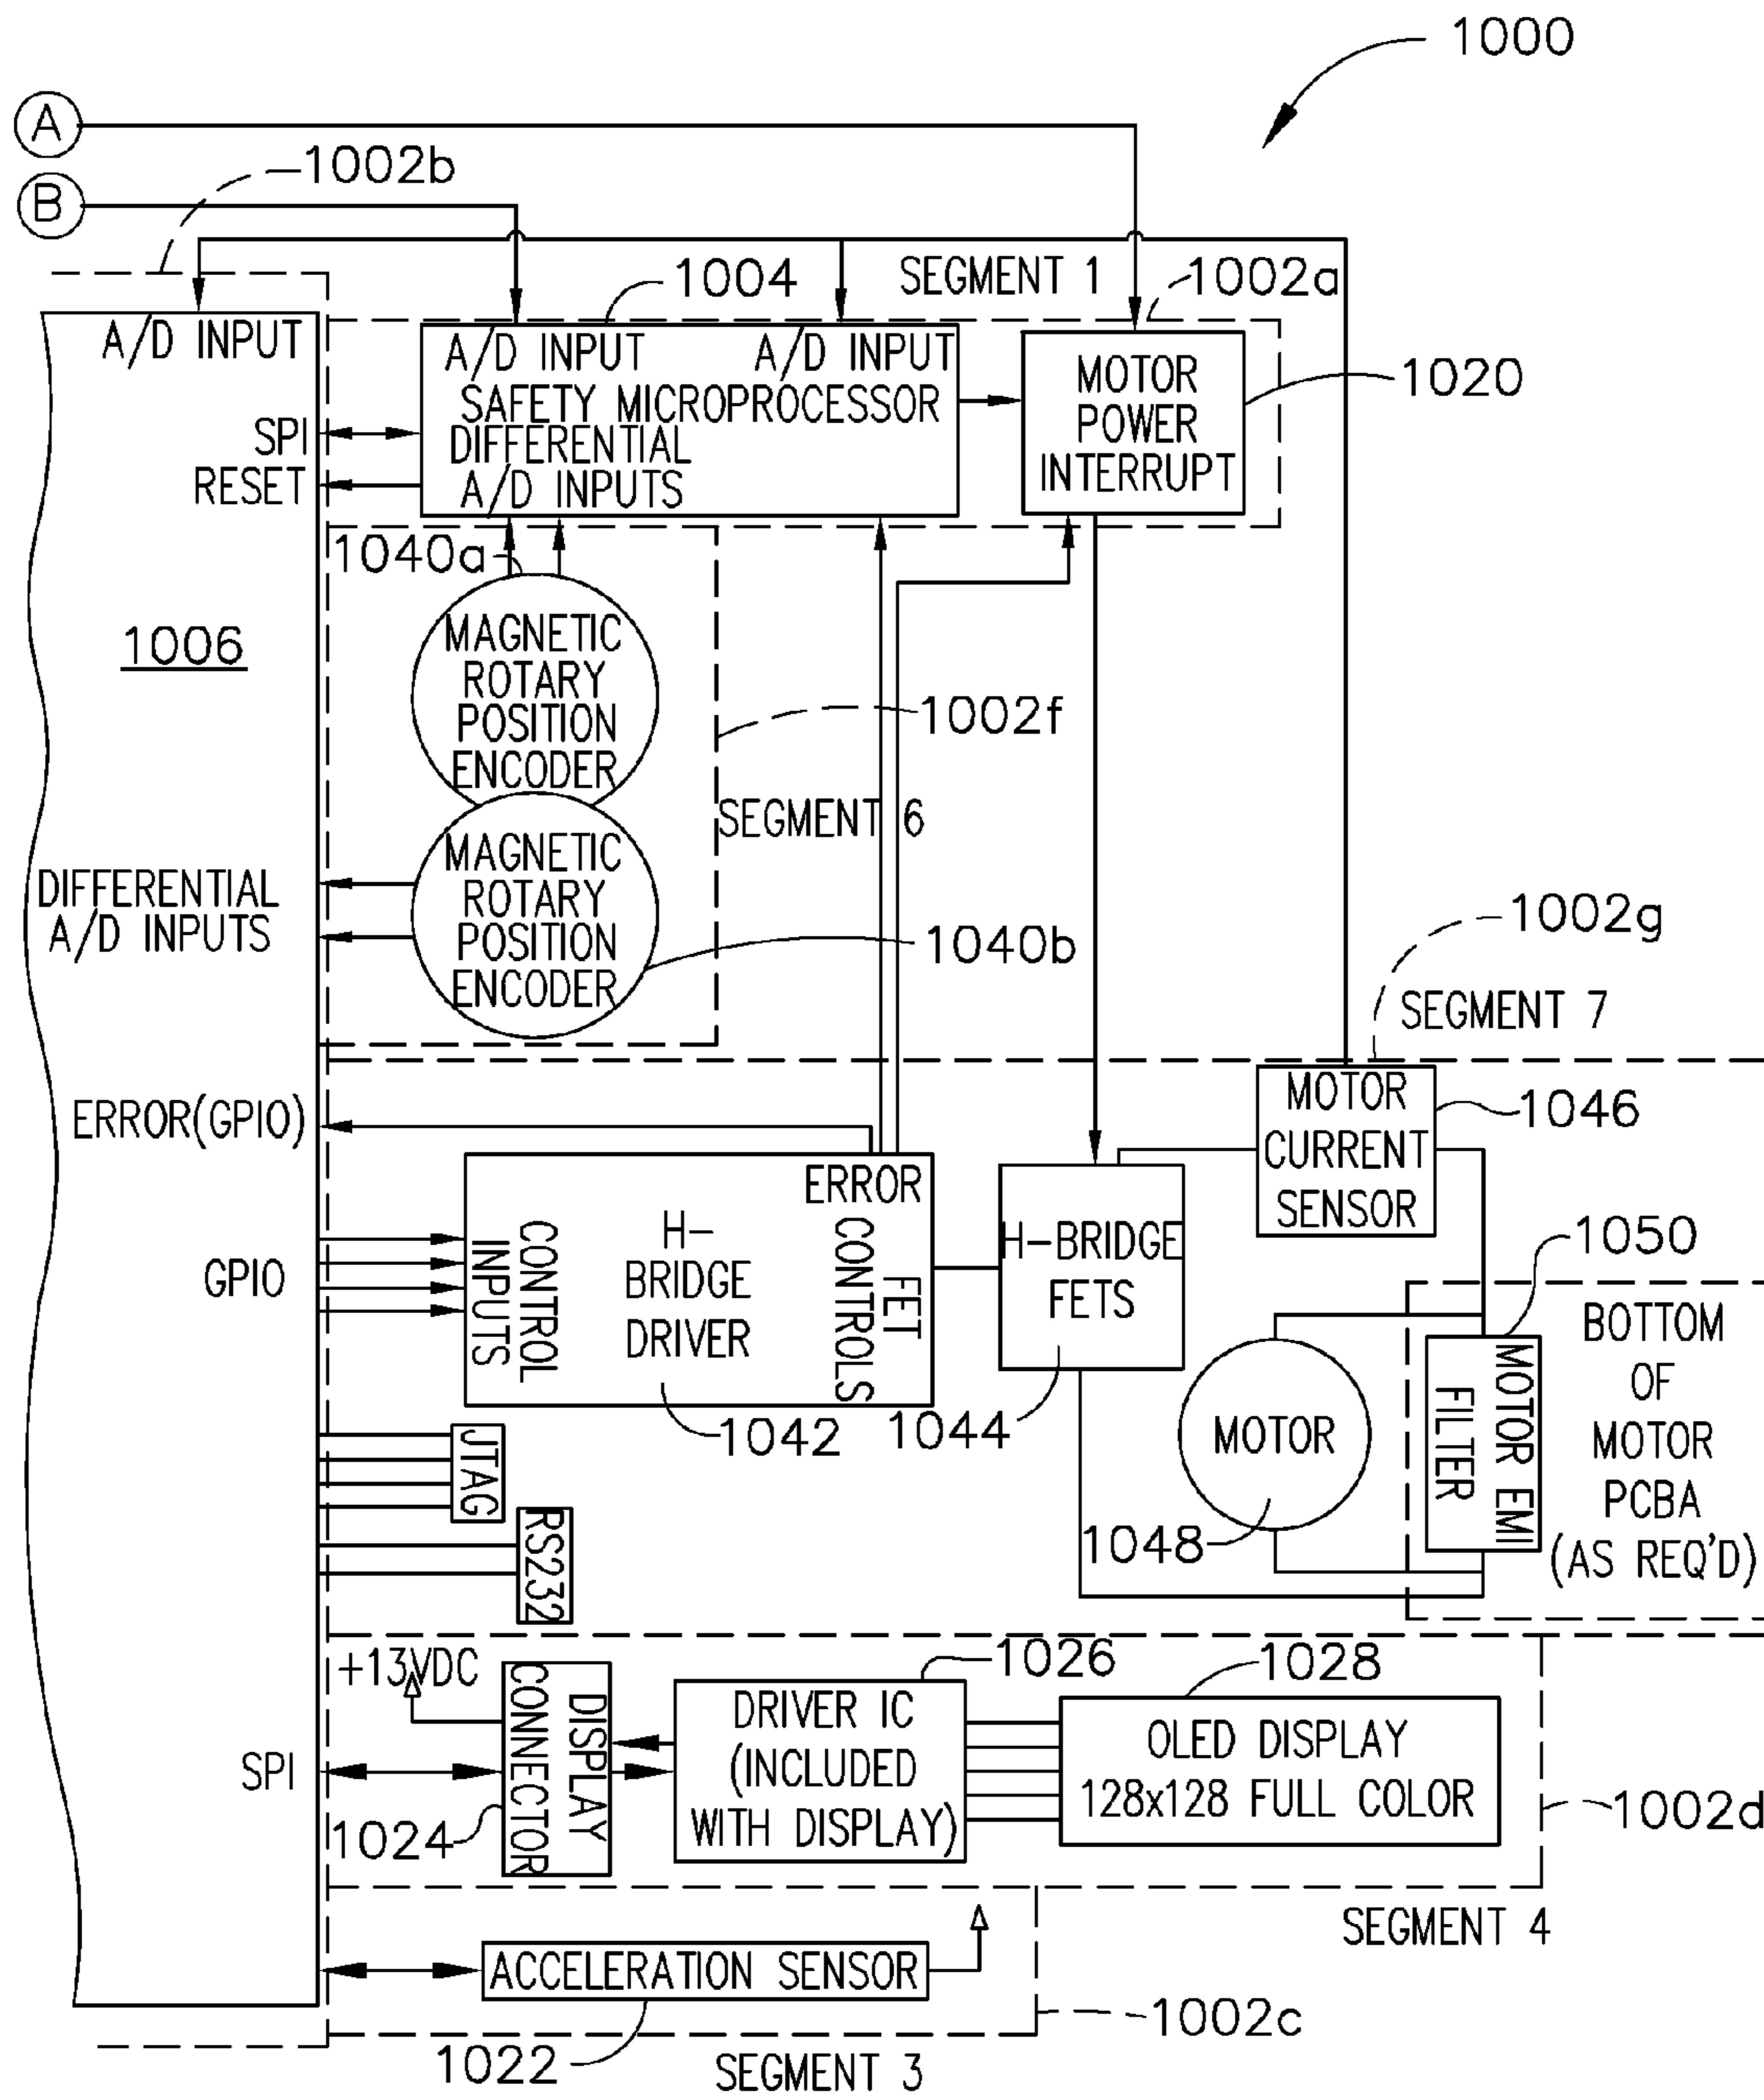 1000
A
1002b
B
1004
SEGMENT 1
1002a
A/D INPUT
A/D INPUT
A/D INPUT
SAFETY MICROPROCESSOR
DIFFERENTIAL
A/D INPUTS
MOTOR
POWER
INTERRUPT
1020
SPI
RESET
1040a
MAGNETIC
ROTARY
POSITION
ENCODER
1006
1002f
SEGMENT 6
MAGNETIC
ROTARY
POSITION
ENCODER
DIFFERENTIAL
A/D INPUTS
1040b
1002g
SEGMENT 7
ERROR(GPIO)
MOTOR
CURRENT
SENSOR
1046
ERROR
CONTROL
INPUTS
H-
BRIDGE
DRIVER
FET
CONTROLS
H-BRIDGE
FETS
GPIO
1050
BOTTOM
OF
MOTOR
PCBA
(AS REQ'D)
MOTOR EMI
FILTER
MOTOR
1042
1044
1048
JTAG
RS232
+13VDC
DISPLAY
CONNECTOR
1026
1028
DRIVER IC
(INCLUDED
WITH DISPLAY)
OLED DISPLAY
128x128 FULL COLOR
SPI
1024
1002d
SEGMENT 4
ACCELERATION SENSOR
1002c
1022
SEGMENT 3